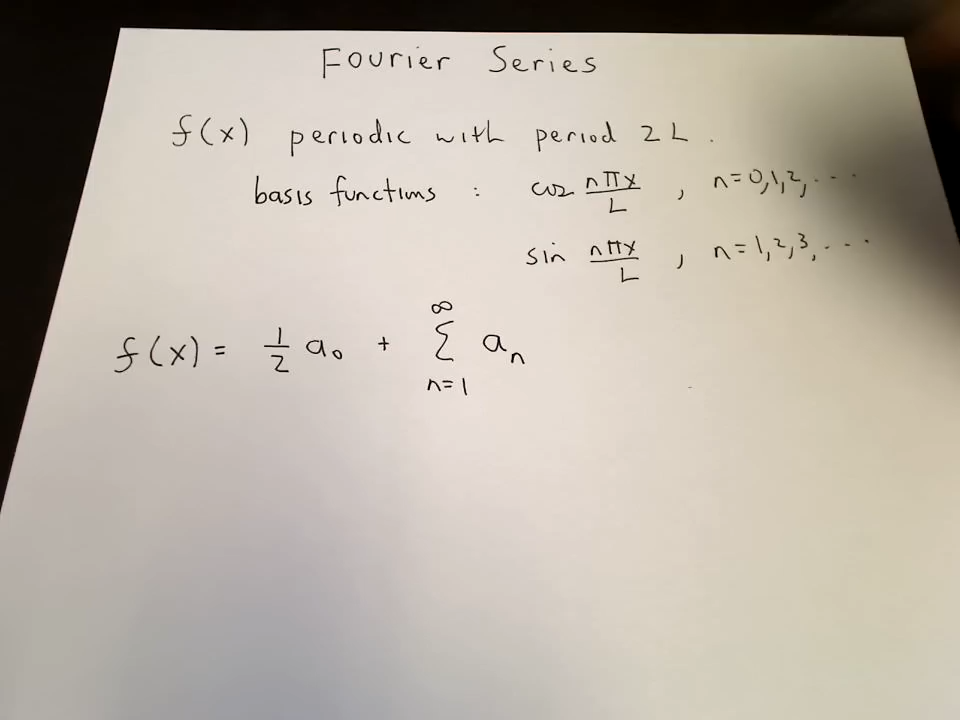 Fourier Series
f(x) periodic with period 2L.
basis functions : cos nπx/L , n=0,1,2,...
sin nπx/L , n=1,2,3,...
f(x) = 1/2 a₀ + ∑_{n=1}^{∞} aₙ